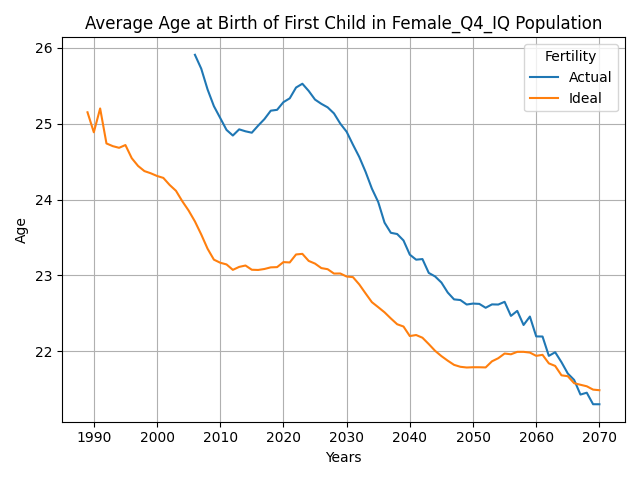 Average Age at Birth of First Child in Female_Q4_IQ Population
Fertility
Actual
Ideal
Age
26
25
24
23
22
1990 2000 2010 2020 2030 2040 2050 2060 2070
Years